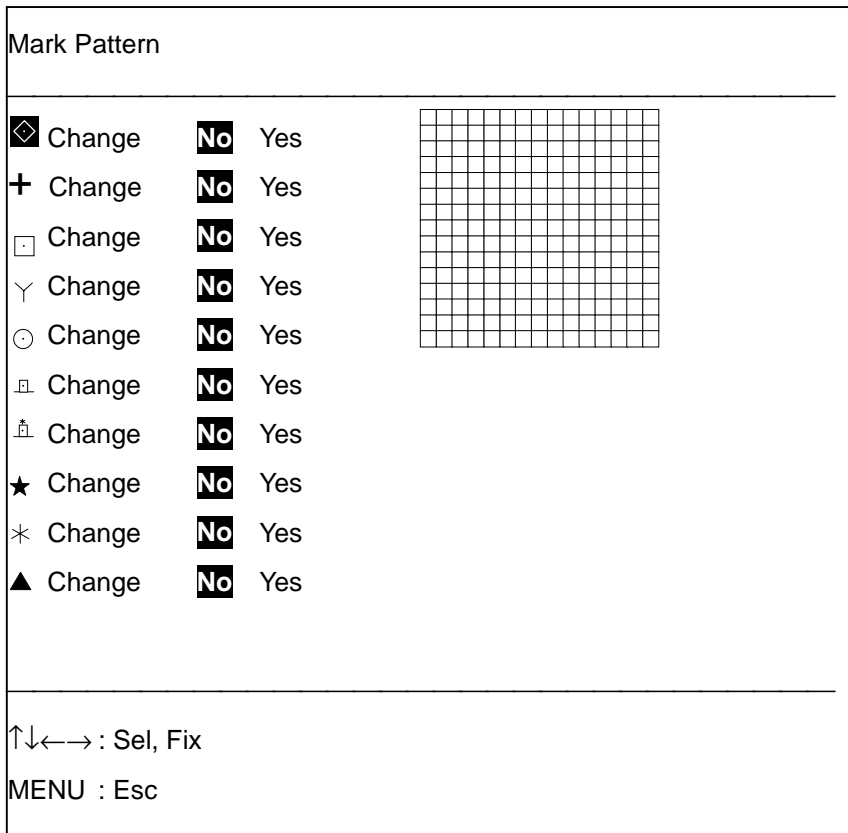 Mark Pattern
Change No Yes
Change No Yes
Change No Yes
Change No Yes
Change No Yes
Change No Yes
Change No Yes
Change No Yes
Change No Yes
Change No Yes
↑↓←→ : Sel, Fix
MENU : Esc